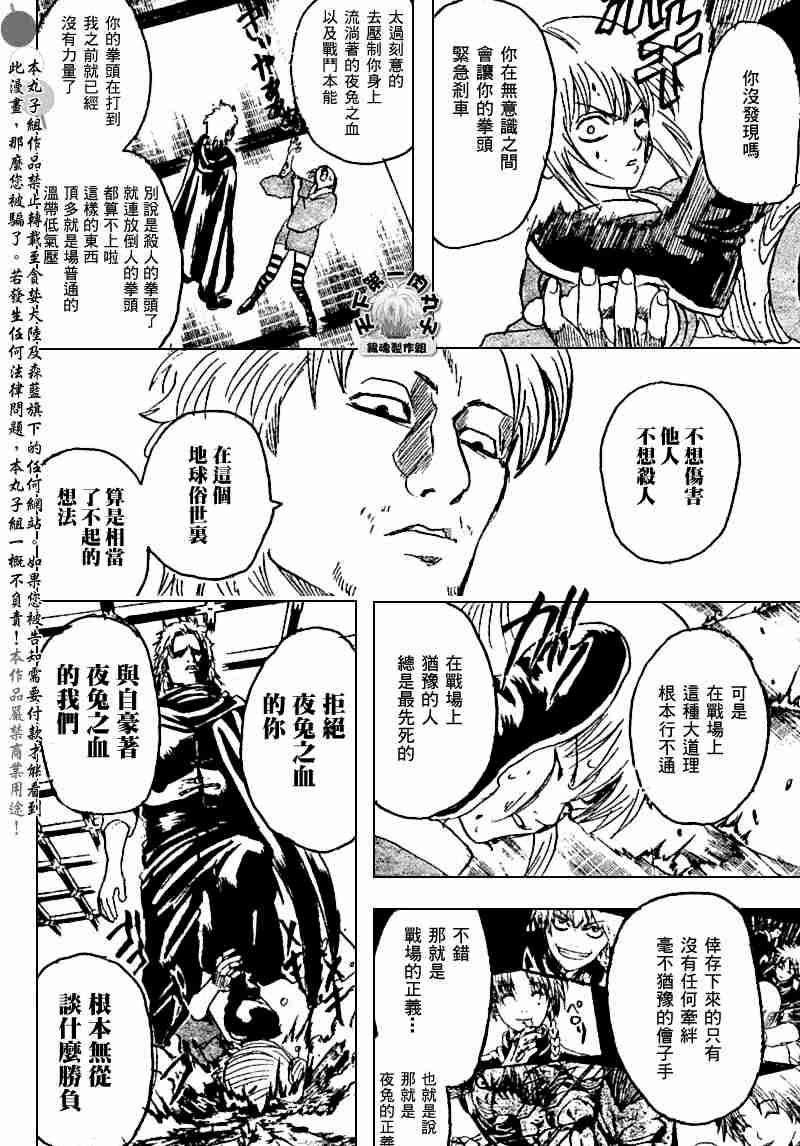 你沒發現嗎
你在無意識之間
會讓你的拳頭
緊急剎車
太過刻意的
去壓制你身上
流淌著的夜兔之血
以及戰鬥本能
你的拳頭在打到
我之前就已經
沒有力量了
別說是殺人的拳頭了
就連放倒人的拳頭
都算不上啦
這樣的東西
頂多就是場普通的
溫帶低氣壓
天下第一肉丸子
銀魂製作組
不想傷害
他人
不想殺人
在這個
地球俗世裏
算是相當
了不起的
想法
可是
在戰場上
這種大道理
根本行不通
在戰場上
猶豫的人
總是最先死的
拒絕
夜兔之血
的你
與自豪著
夜兔之血
的我們
根本無從
談什麼勝負
倖存下來的只有
沒有任何牽絆
毫不猶豫的儈子手
不錯
那就是
戰場的正義…
也就是說
那就是
夜兔的正義
本丸子組作品禁止轉載至貪婪大陸及森藍旗下的任何網站。如果您被告知需要付款才能看到
此漫畫，那麼您被騙了。若發生任何法律問題，本丸子組一概不負責！本作品嚴禁商業用途！